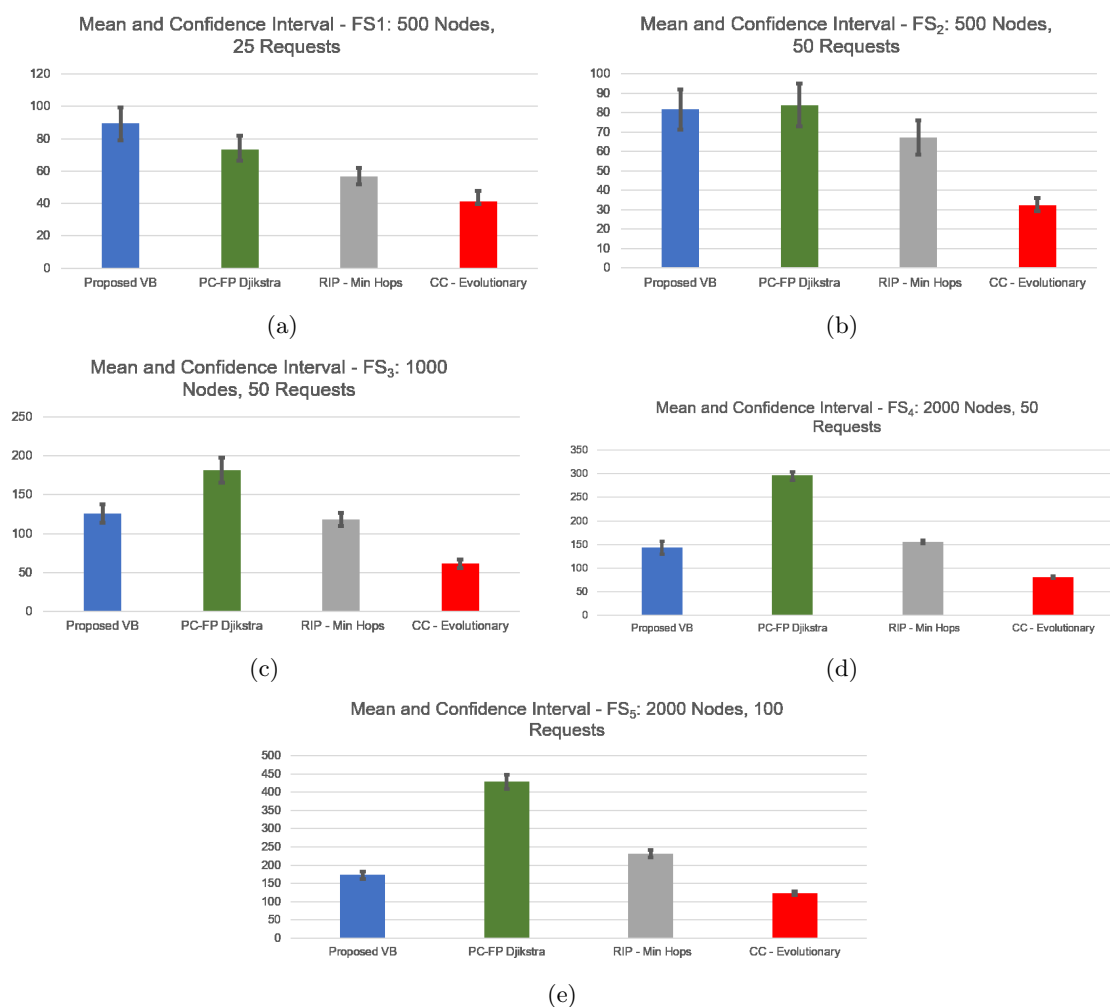 Mean and Confidence Interval - FS1: 500 Nodes,
25 Requests
120
100
80
60
40
20
0
Proposed VB PC-FP Djikstra RIP - Min Hops CC - Evolutionary
(a)
Mean and Confidence Interval - FS₂: 500 Nodes,
50 Requests
100
90
80
70
60
50
40
30
20
10
0
Proposed VB PC-FP Djikstra RIP - Min Hops CC - Evolutionary
(b)
Mean and Confidence Interval - FS₃: 1000
Nodes, 50 Requests
250
200
150
100
50
0
Proposed VB PC-FP Djikstra RIP - Min Hops CC - Evolutionary
(c)
Mean and Confidence Interval - FS₄: 2000 Nodes, 50
Requests
350
300
250
200
150
100
50
0
Proposed VB PC-FP Djikstra RIP - Min Hops CC - Evolutionary
(d)
Mean and Confidence Interval - FS₅: 2000 Nodes, 100
Requests
500
450
400
350
300
250
200
150
100
50
0
Proposed VB PC-FP Djikstra RIP - Min Hops CC - Evolutionary
(e)